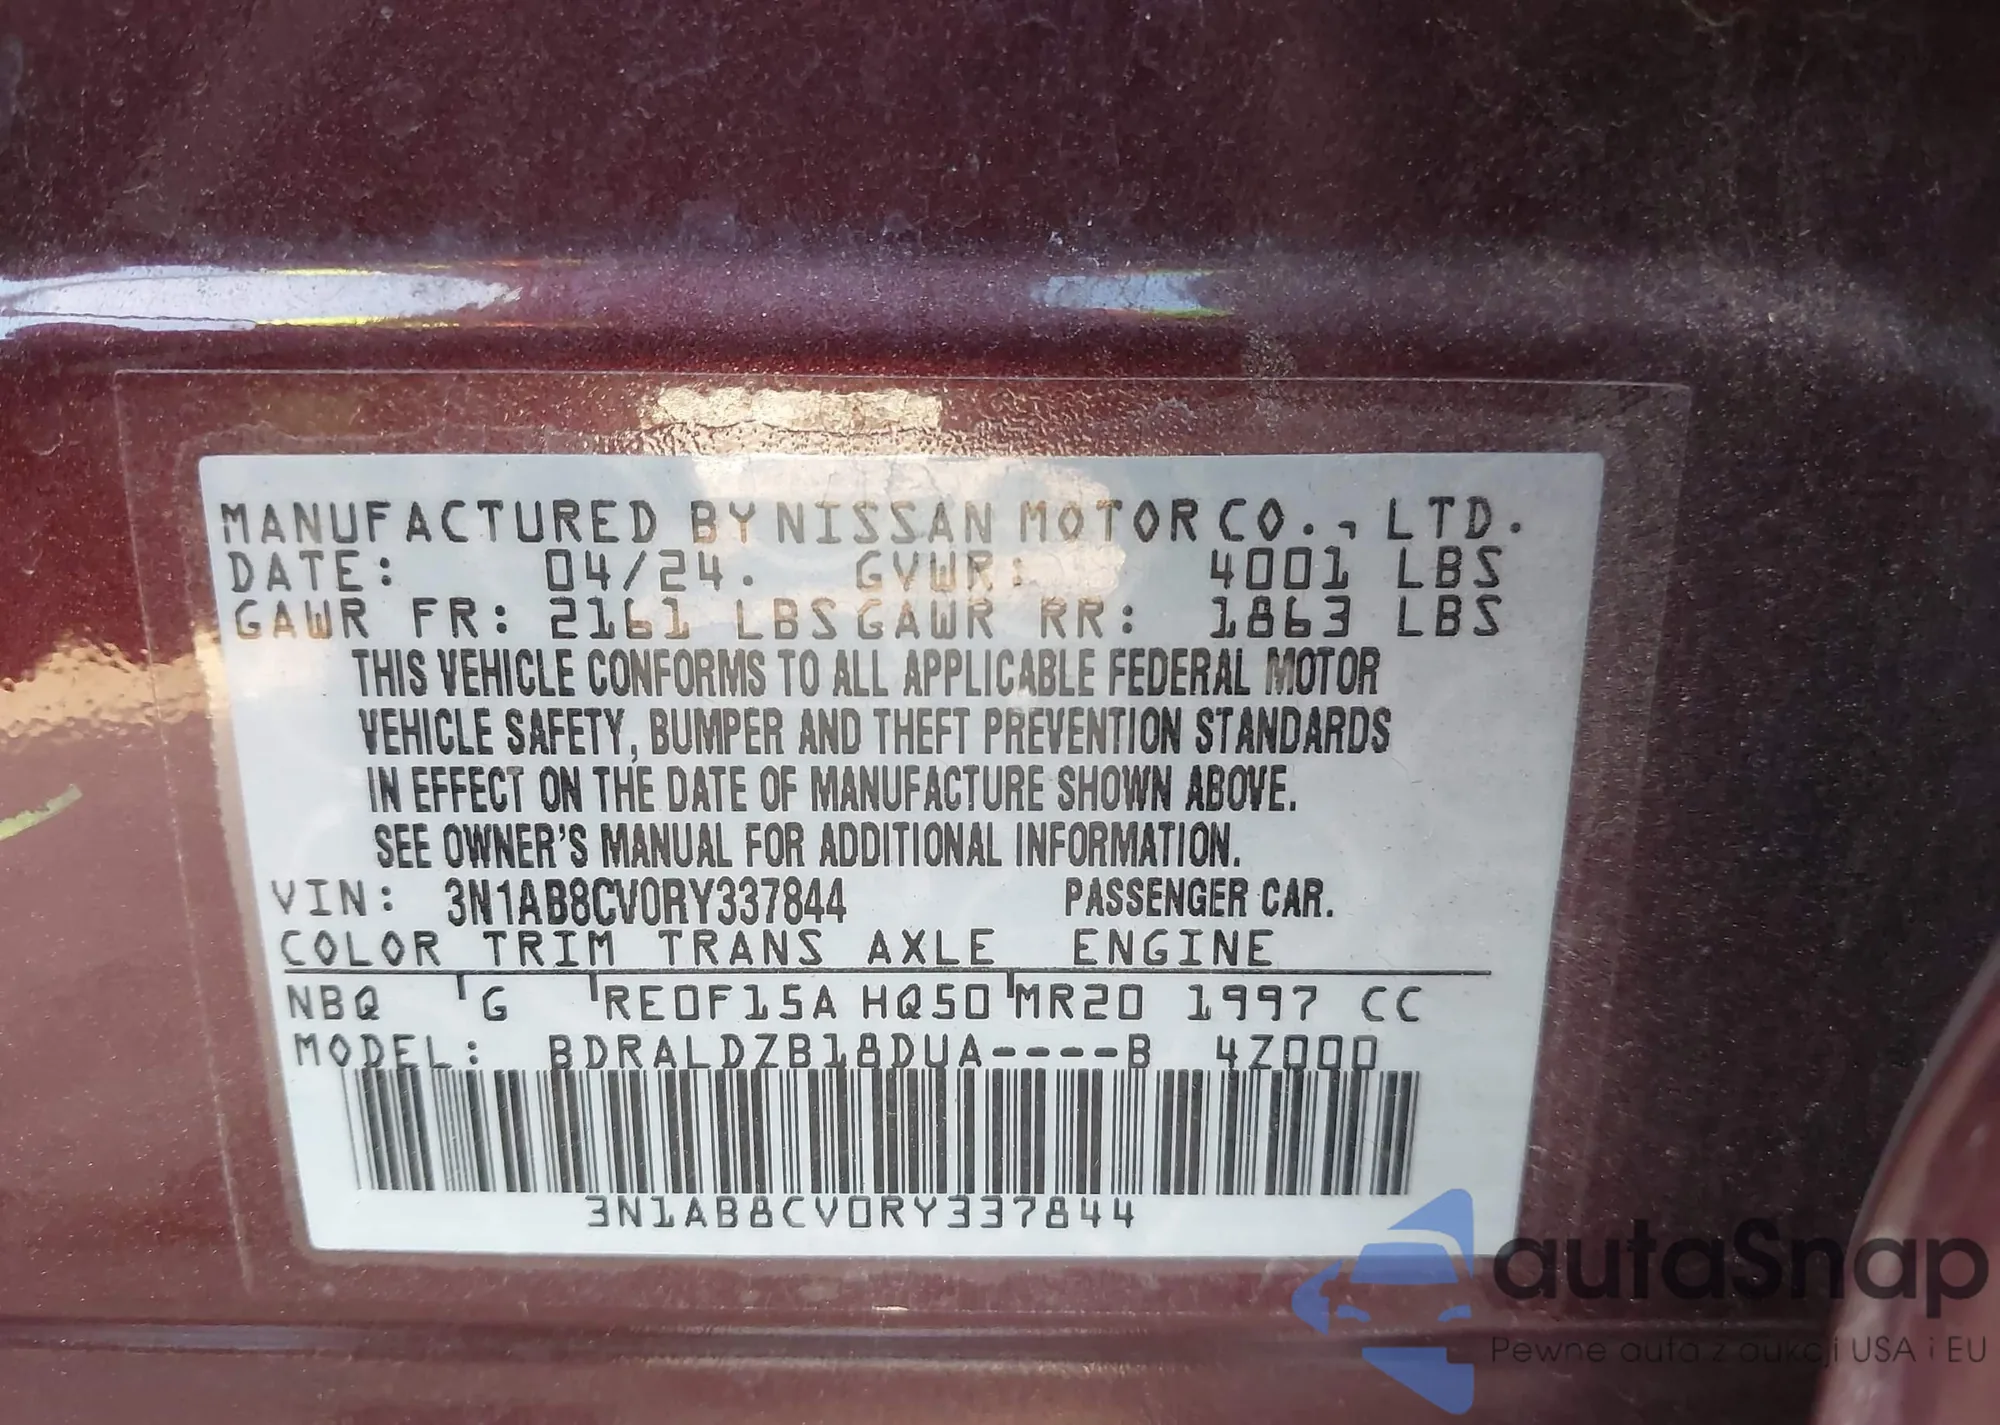 MANUFACTURED BY NISSAN MOTOR CO., LTD.
DATE: 04/24. GVWR: 4001 LBS
GAWR FR: 2161 LBS GAWR RR: 1863 LBS
THIS VEHICLE CONFORMS TO ALL APPLICABLE FEDERAL MOTOR
VEHICLE SAFETY, BUMPER AND THEFT PREVENTION STANDARDS
IN EFFECT ON THE DATE OF MANUFACTURE SHOWN ABOVE.
SEE OWNER'S MANUAL FOR ADDITIONAL INFORMATION.
VIN: 3N1AB8CV0RY337844 PASSENGER CAR.
COLOR TRIM TRANS AXLE ENGINE
NBQ G RE0F15A HQ50 MR20 1997 CC
MODEL: BDRALDZB18DUA----B 4Z000
3N1AB8CV0RY337844
autaSnap
Pewne auta z aukcji USA i EU